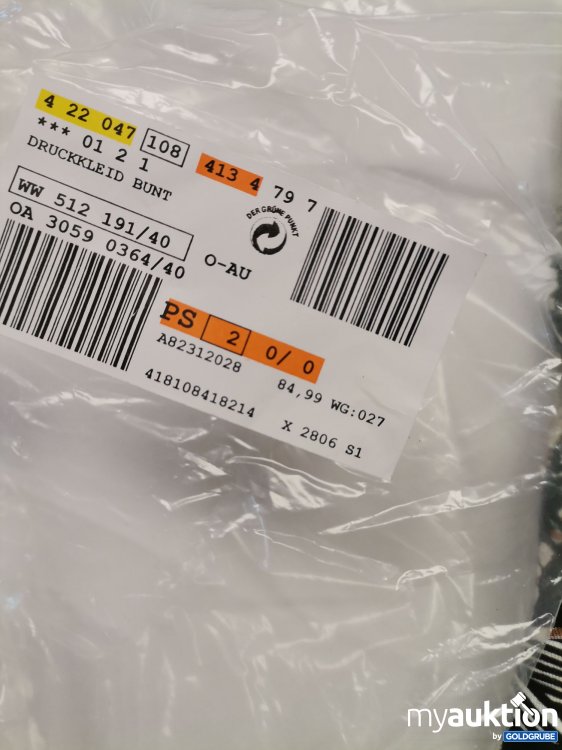 4 22 047 108 413 4 79 7
*** 01 2 1
DRUCKKLEID BUNT
DER GRÜNE PUNKT
WW 512 191/40
OA 3059 0364/40 O-AU
PS 2 0/ 0
A82312028 84,99 WG:027
418108418214 X 2806 S1
myauktion
by GOLDGRUBE